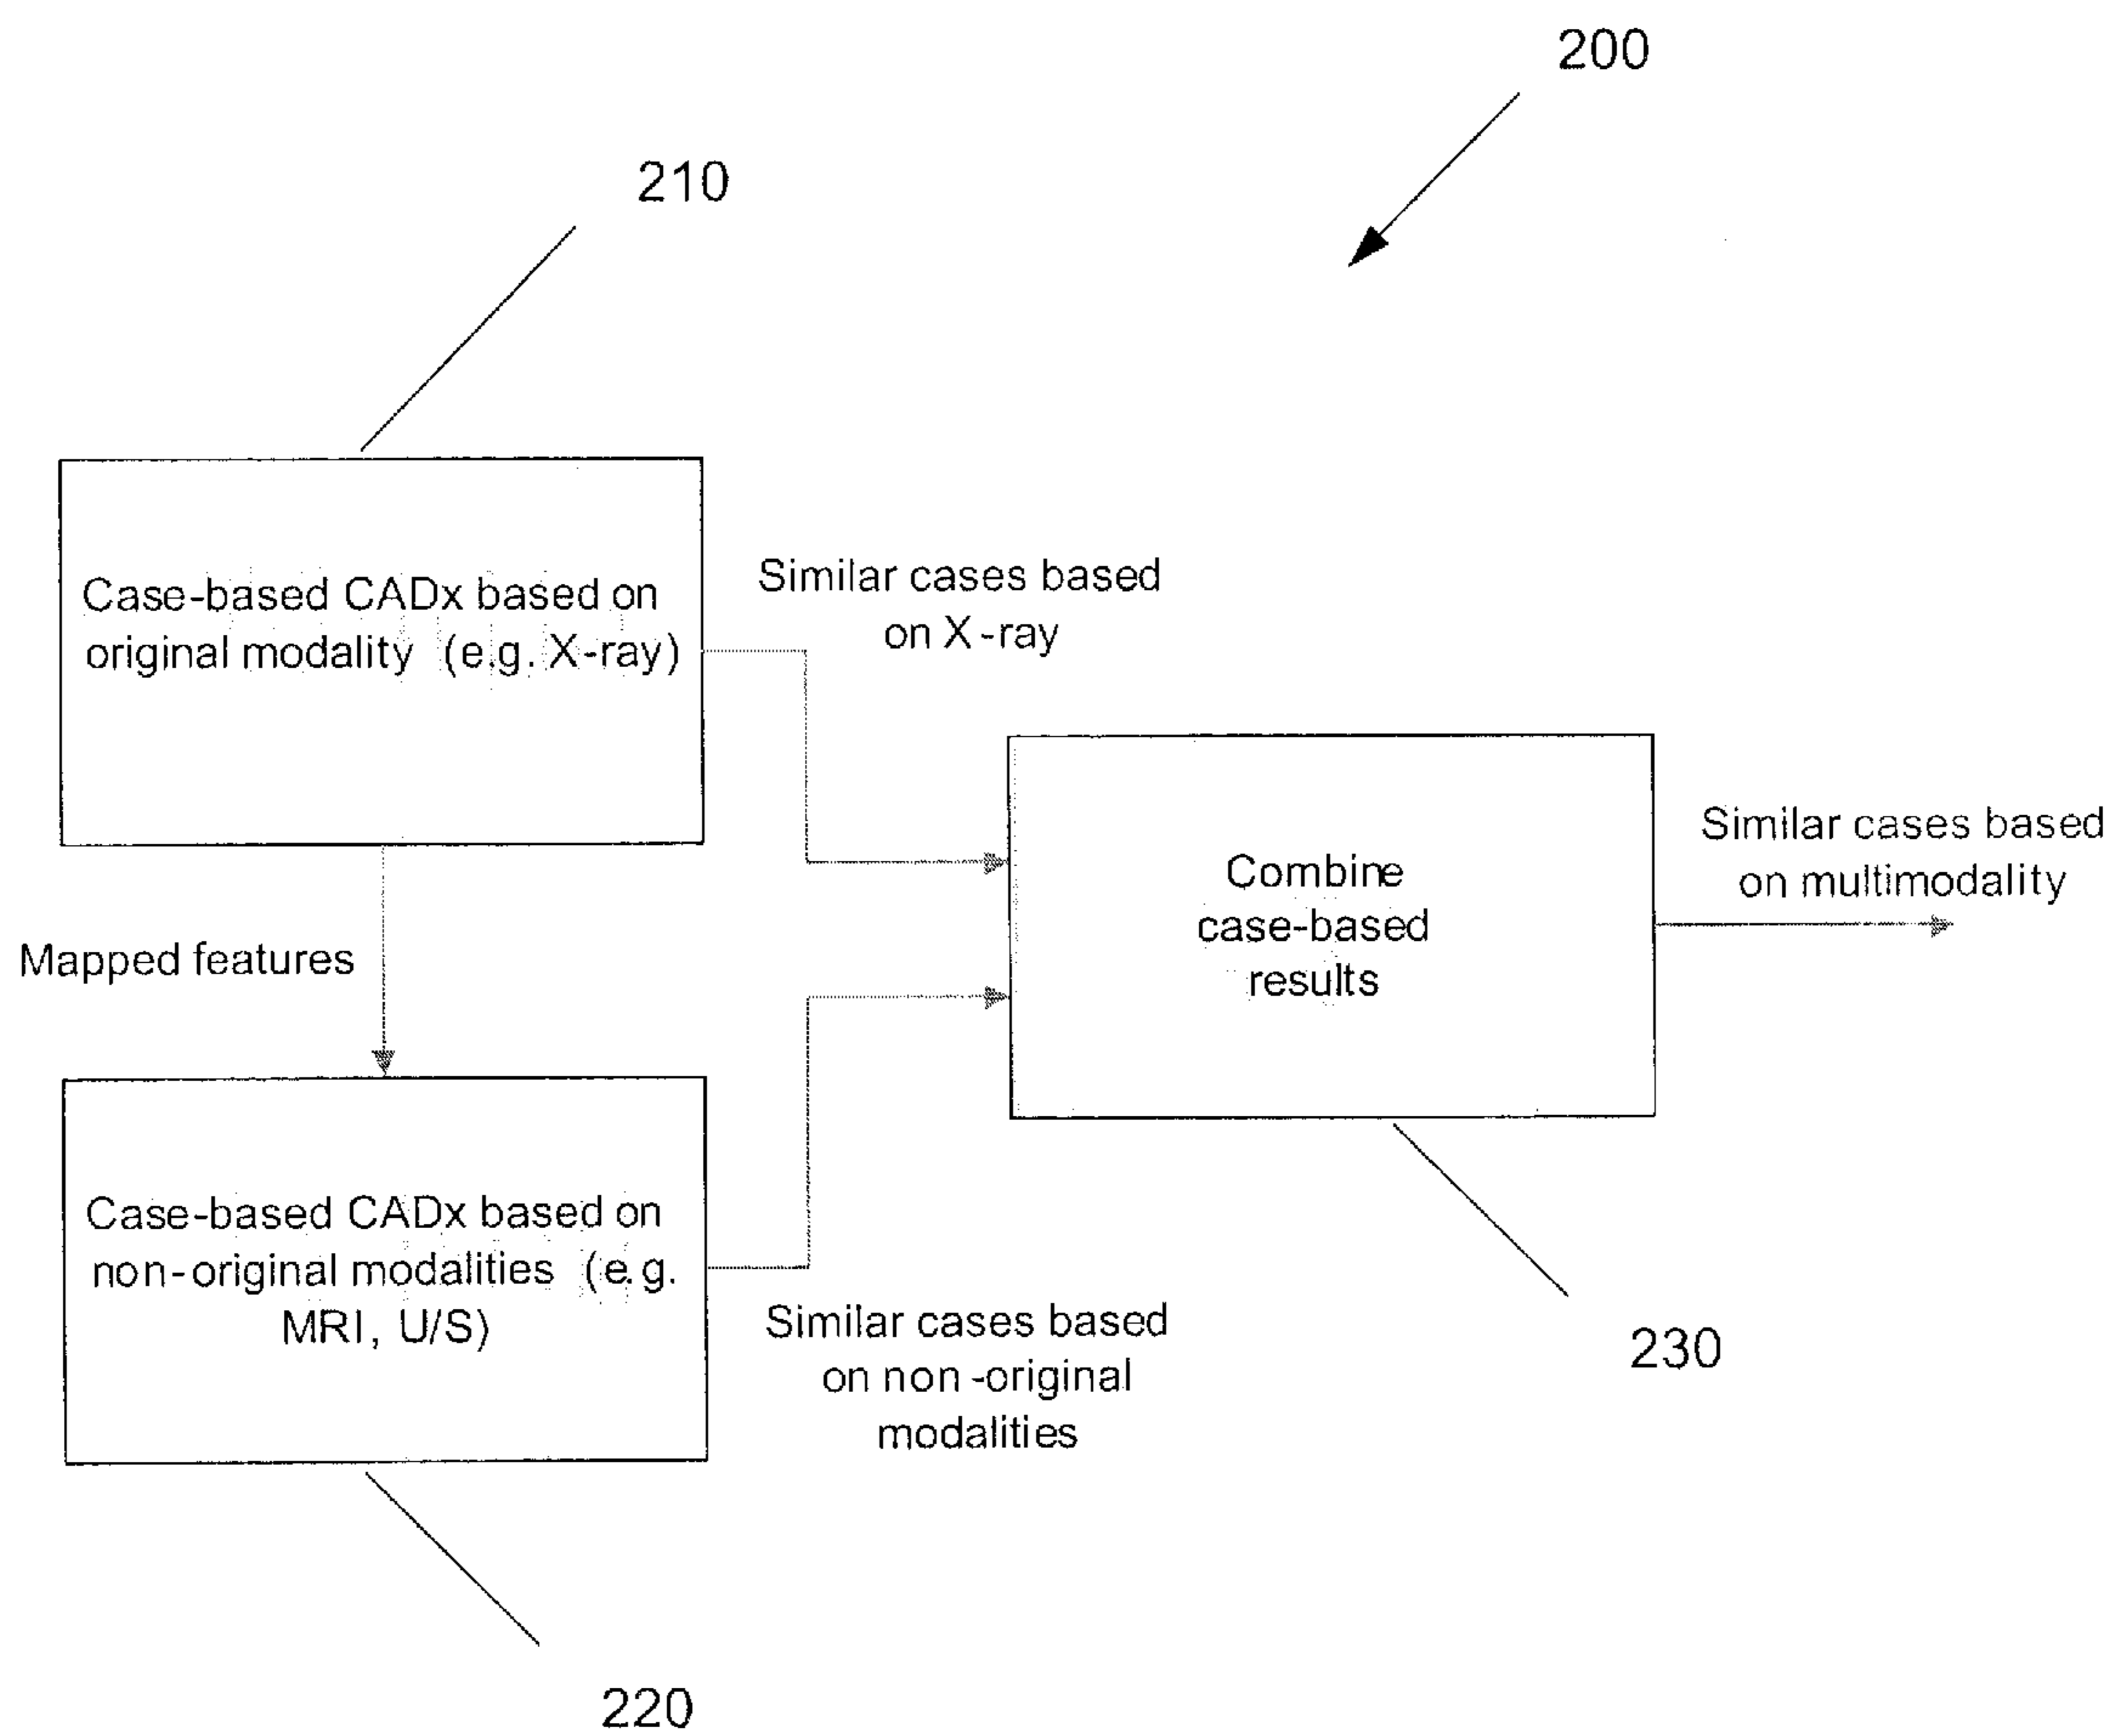 200
210
Case-based CADx based on
original modality (e.g. X-ray)
Similar cases based
on X-ray
Combine
case-based
results
Similar cases based
on multimodality
Mapped features
Case-based CADx based on
non-original modalities (e.g.
MRI, U/S)
Similar cases based
on non-original
modalities
230
220